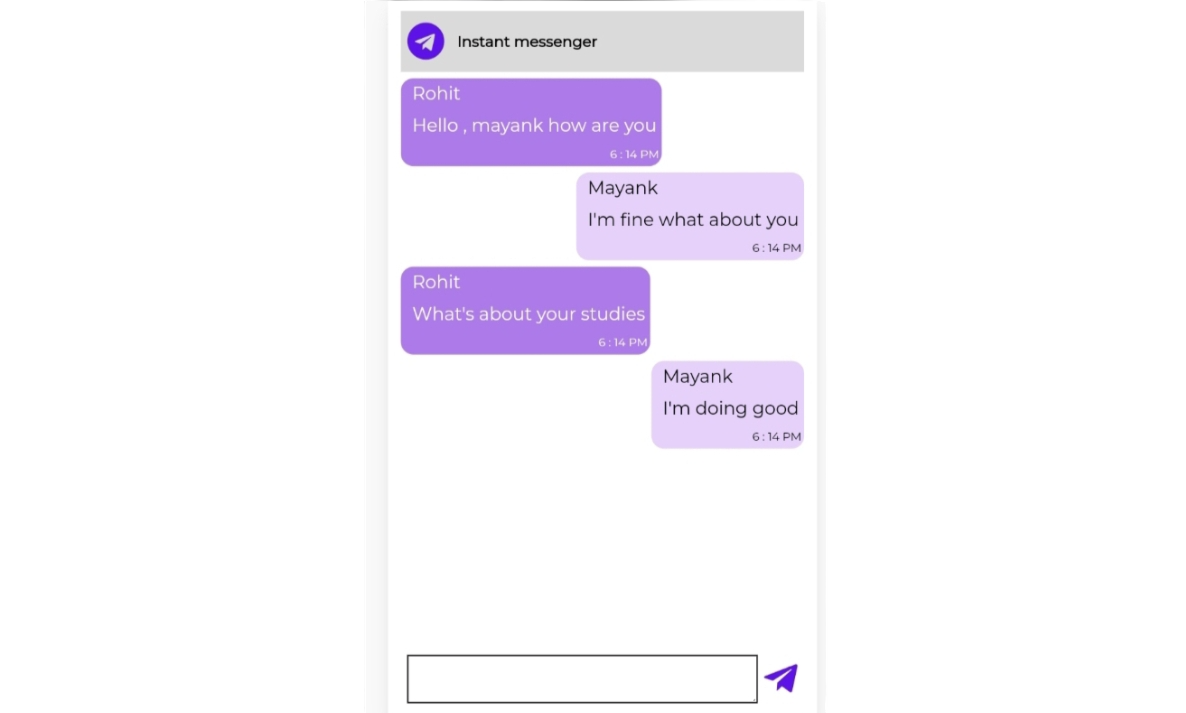 Instant messenger
Rohit
Hello , mayank how are you
6 : 14 PM
Mayank
I'm fine what about you
6 : 14 PM
Rohit
What's about your studies
6 : 14 PM
Mayank
I'm doing good
6 : 14 PM